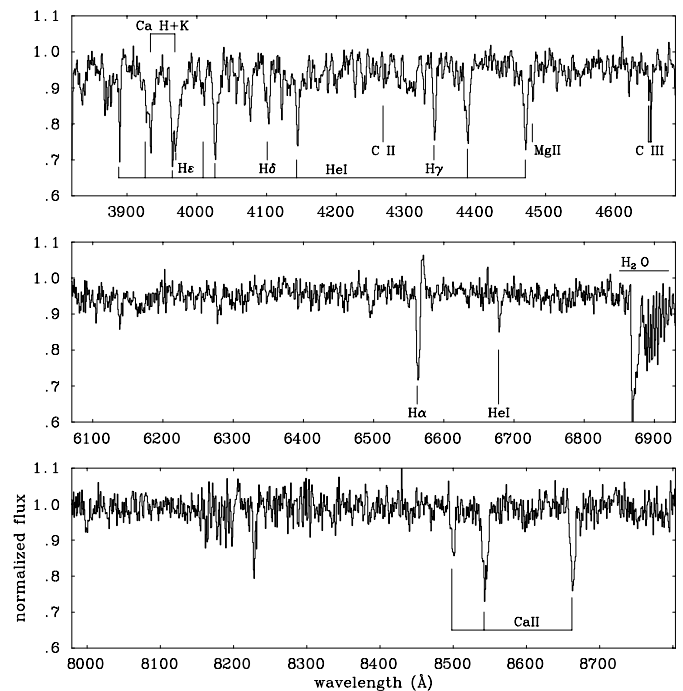 1.1
Ca H+K
1.0
.9
.8
C II
MgII
C III
.7
Hε
Hδ
HeI
Hγ
.6
3900 4000 4100 4200 4300 4400 4500 4600
1.1
H₂ O
1.0
.9
.8
.7
Hα
HeI
.6
6100 6200 6300 6400 6500 6600 6700 6800 6900
1.1
1.0
.9
.8
.7
CaII
.6
8000 8100 8200 8300 8400 8500 8600 8700
normalized flux
wavelength (Å)